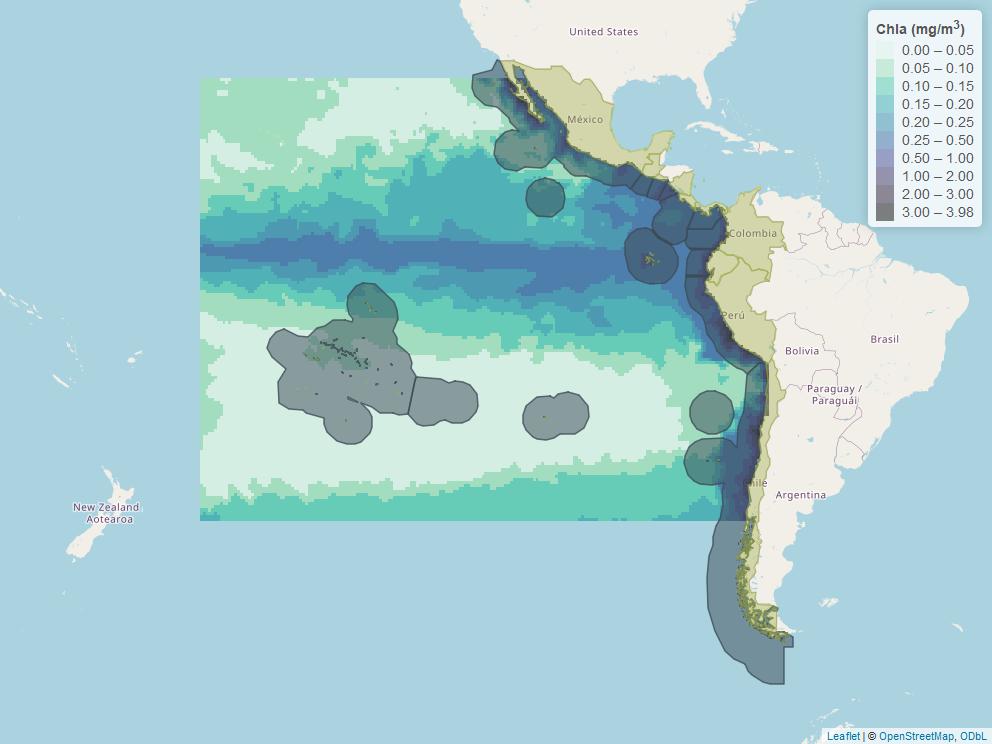 United States
Chla (mg/m3)
0.00 – 0.05
0.05 – 0.10
0.10 – 0.15
0.15 – 0.20
0.20 – 0.25
0.25 – 0.50
0.50 – 1.00
1.00 – 2.00
2.00 – 3.00
3.00 – 3.98
México
Colombia
Perú
Brasil
Bolivia
Paraguay /
Paraguái
hile
Argentina
New Zealand
Aotearoa
Leaflet | © OpenStreetMap, ODbL